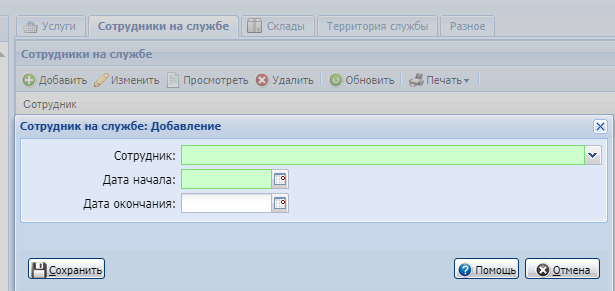 Услуги Сотрудники на службе Склады Территория службы Разное
Сотрудники на службе
Добавить Изменить Просмотреть Удалить Обновить Печать
Сотрудник
Сотрудник на службе: Добавление
Сотрудник:
Дата начала:
Дата окончания:
Сохранить Помощь Отмена